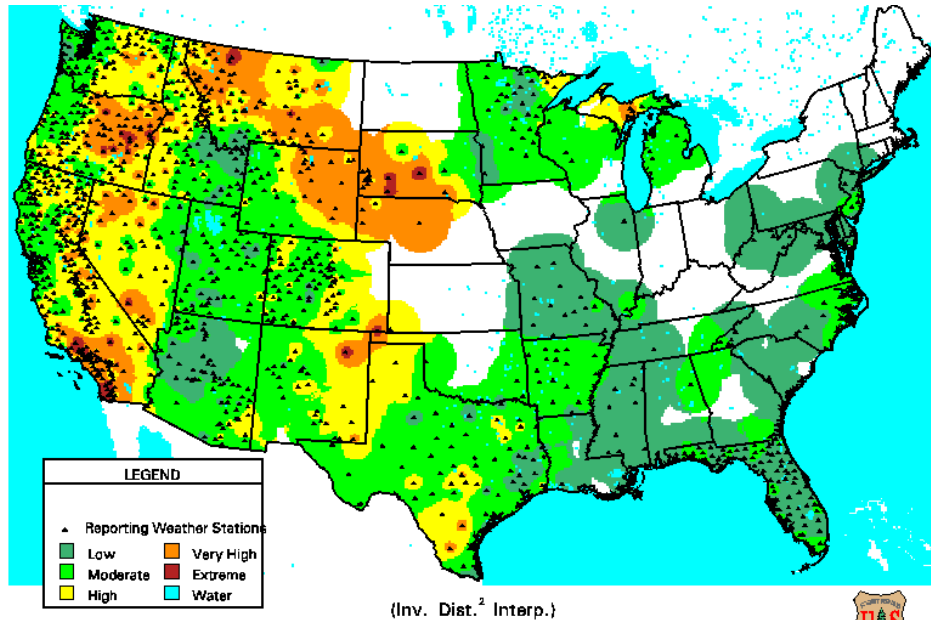 LEGEND
Reporting Weather Stations
Low Very High
Moderate Extreme
High Water
(Inv. Dist.² Interp.)